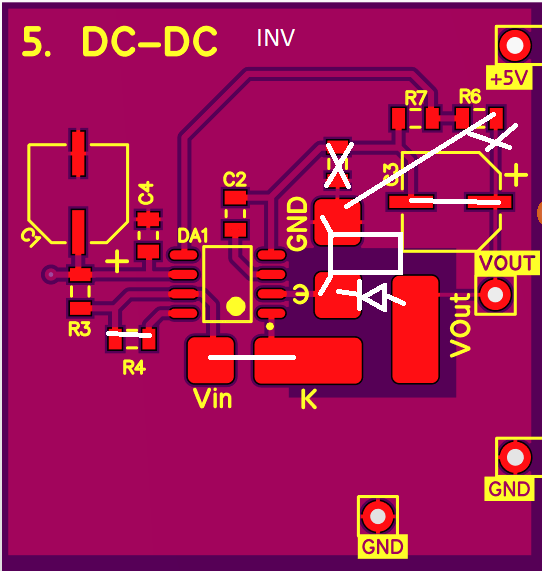 5. DC-DC
INV
+5V
R7
R6
C3
+
C4
C2
GND
C1
DA1
+
VOUT
R3
R4
VOut
Vin
K
GND
GND